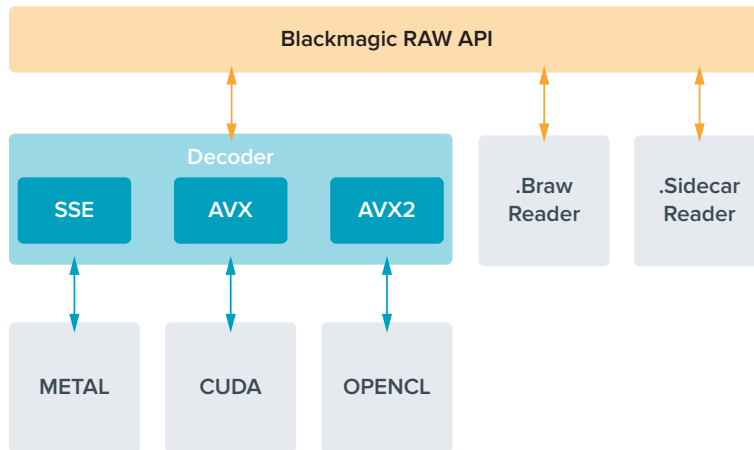 Blackmagic RAW API
Decoder
SSE
AVX
AVX2
.Braw
Reader
.Sidecar
Reader
METAL
CUDA
OPENCL